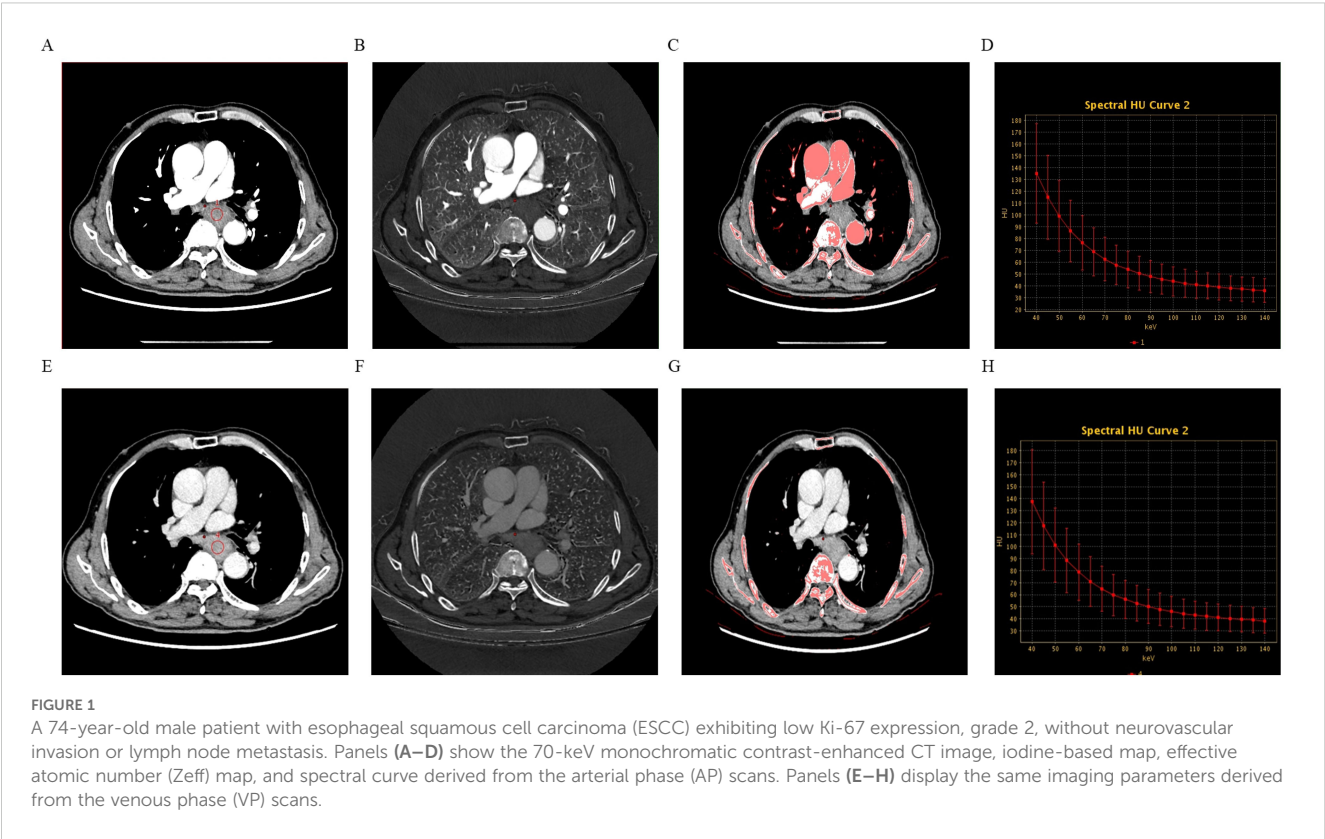 A
B
C
D
Spectral HU Curve 2
180
170
160
150
140
130
120
110
100
90
80
70
60
50
40
30
20
HU
40 50 60 70 80 90 100 110 120 130 140
keV
1
E
F
G
H
Spectral HU Curve 2
180
170
160
150
140
130
120
110
100
90
80
70
60
50
40
30
HU
40 50 60 70 80 90 100 110 120 130 140
keV
FIGURE 1
A 74-year-old male patient with esophageal squamous cell carcinoma (ESCC) exhibiting low Ki-67 expression, grade 2, without neurovascular
invasion or lymph node metastasis. Panels (A–D) show the 70-keV monochromatic contrast-enhanced CT image, iodine-based map, effective
atomic number (Zeff) map, and spectral curve derived from the arterial phase (AP) scans. Panels (E–H) display the same imaging parameters derived
from the venous phase (VP) scans.